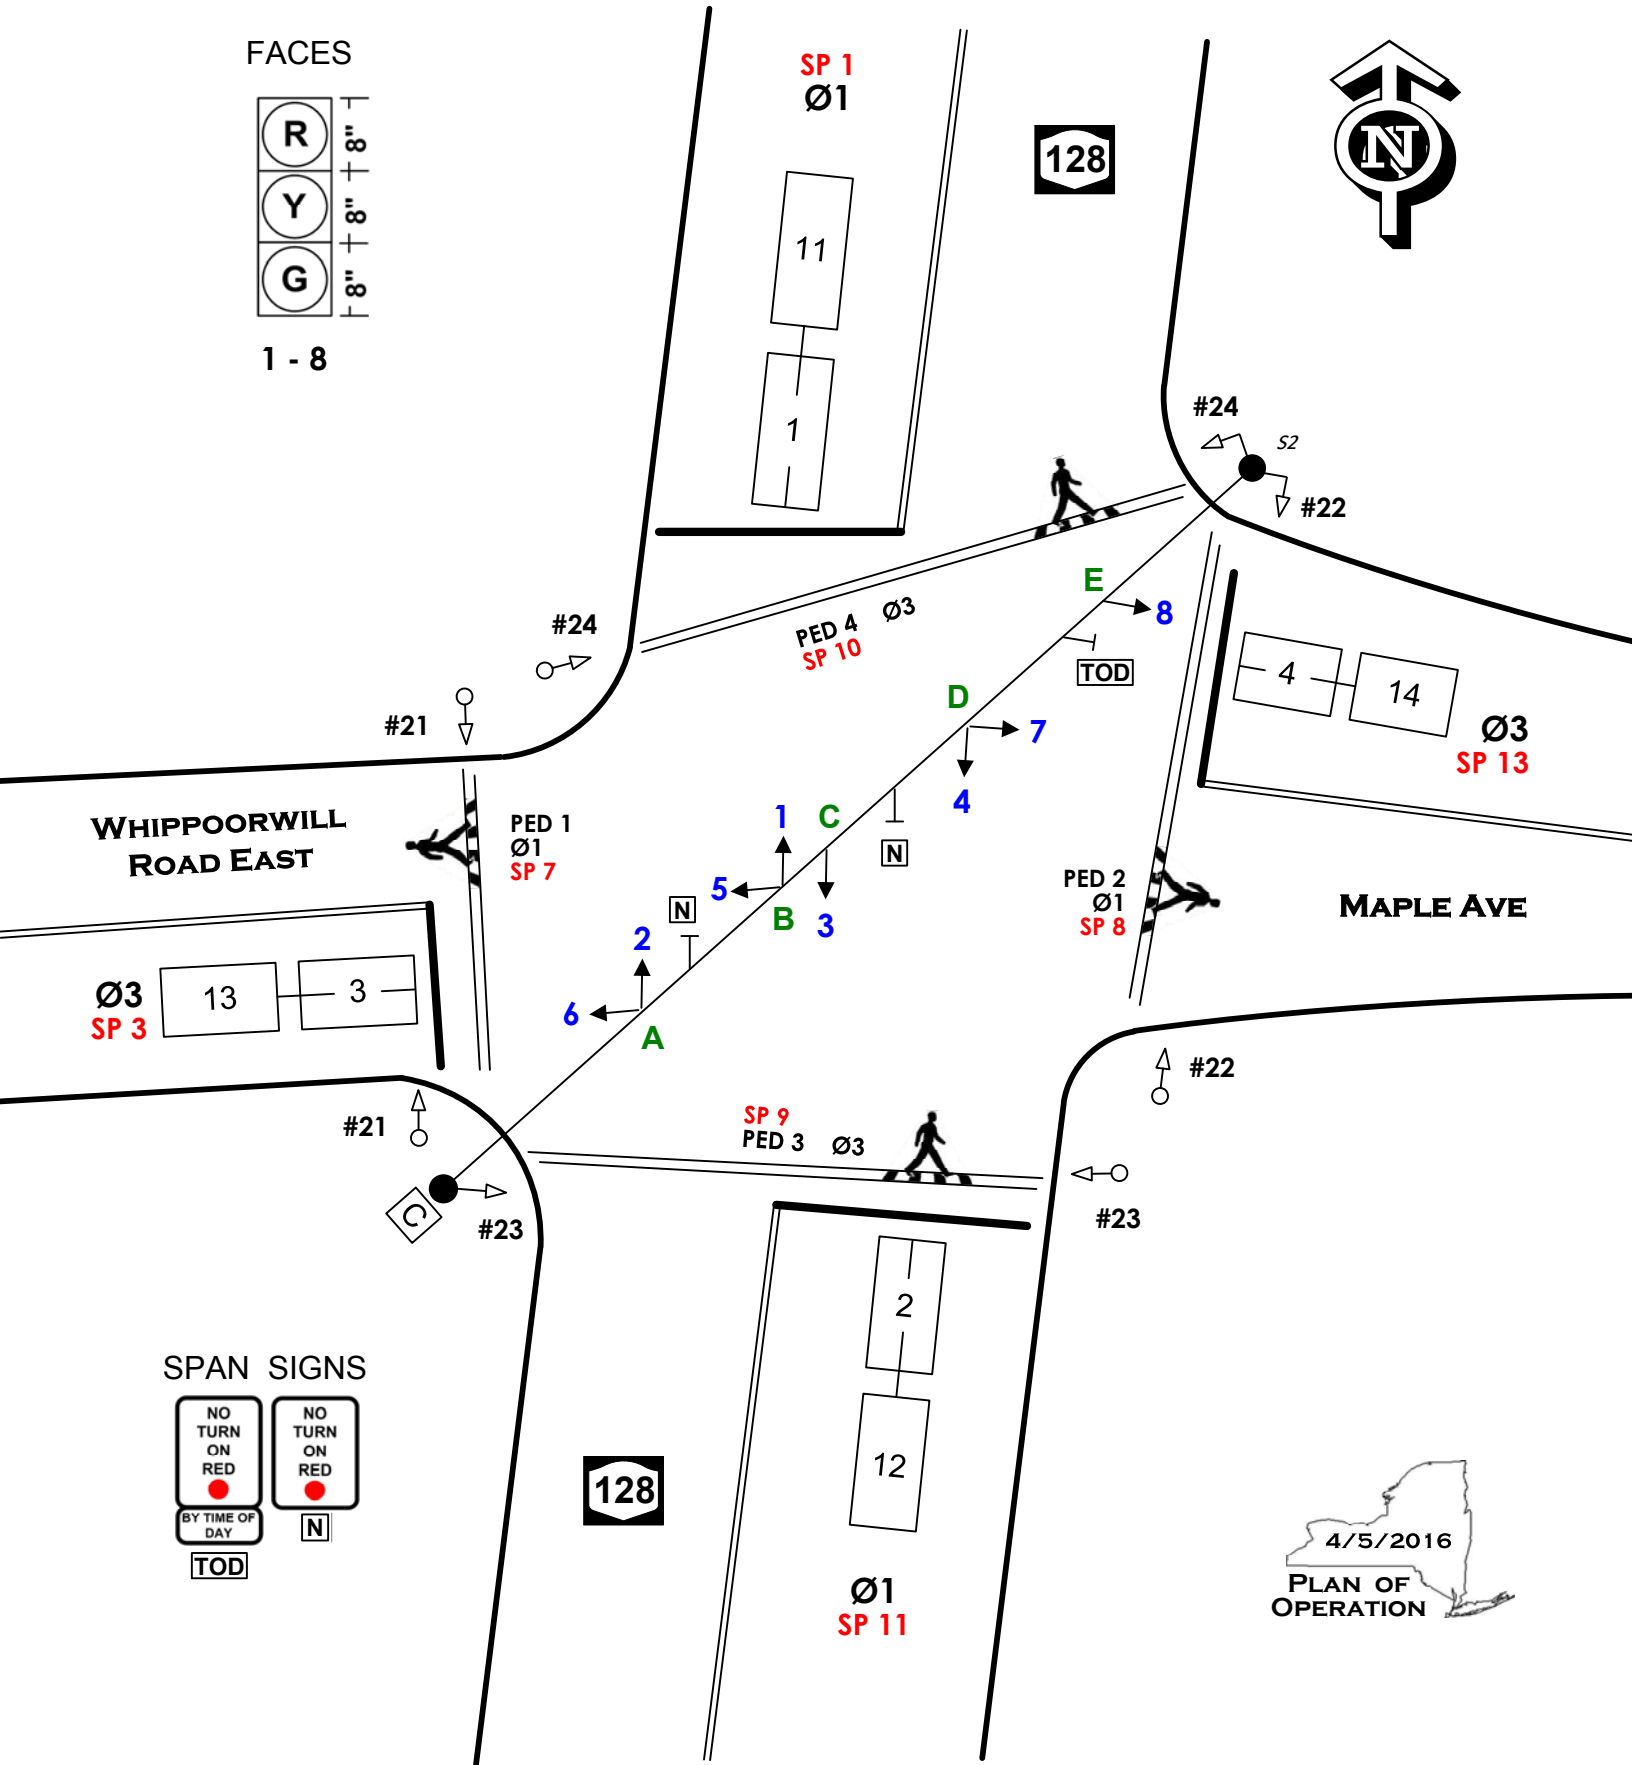 FACES
R
8"
Y
8"
G
8"
1 - 8
SP 1
Ø1
128
N
11
1
#24
S2
#22
E
8
TOD
PED 4 Ø3
SP 10
#24
#21
D
7
4
4
14
Ø3
SP 13
WHIPPOORWILL
ROAD EAST
PED 1
Ø1
SP 7
1
C
5
B
3
N
N
2
6
A
PED 2
Ø1
SP 8
MAPLE AVE
Ø3
SP 3
13
3
#21
#22
SP 9
PED 3 Ø3
C
#23
#23
2
12
Ø1
SP 11
128
SPAN SIGNS
NO
TURN
ON
RED
BY TIME OF
DAY
TOD
NO
TURN
ON
RED
N
4/5/2016
PLAN OF
OPERATION